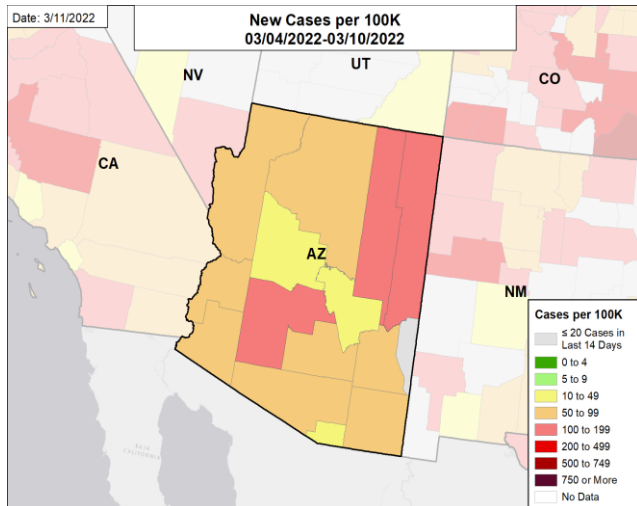 Date: 3/11/2022
New Cases per 100K
03/04/2022-03/10/2022
NV
UT
CO
CA
AZ
NM
BAJA
CALIFORNIA
Cases per 100K
≤ 20 Cases in
Last 14 Days
0 to 4
5 to 9
10 to 49
50 to 99
100 to 199
200 to 499
500 to 749
750 or More
No Data